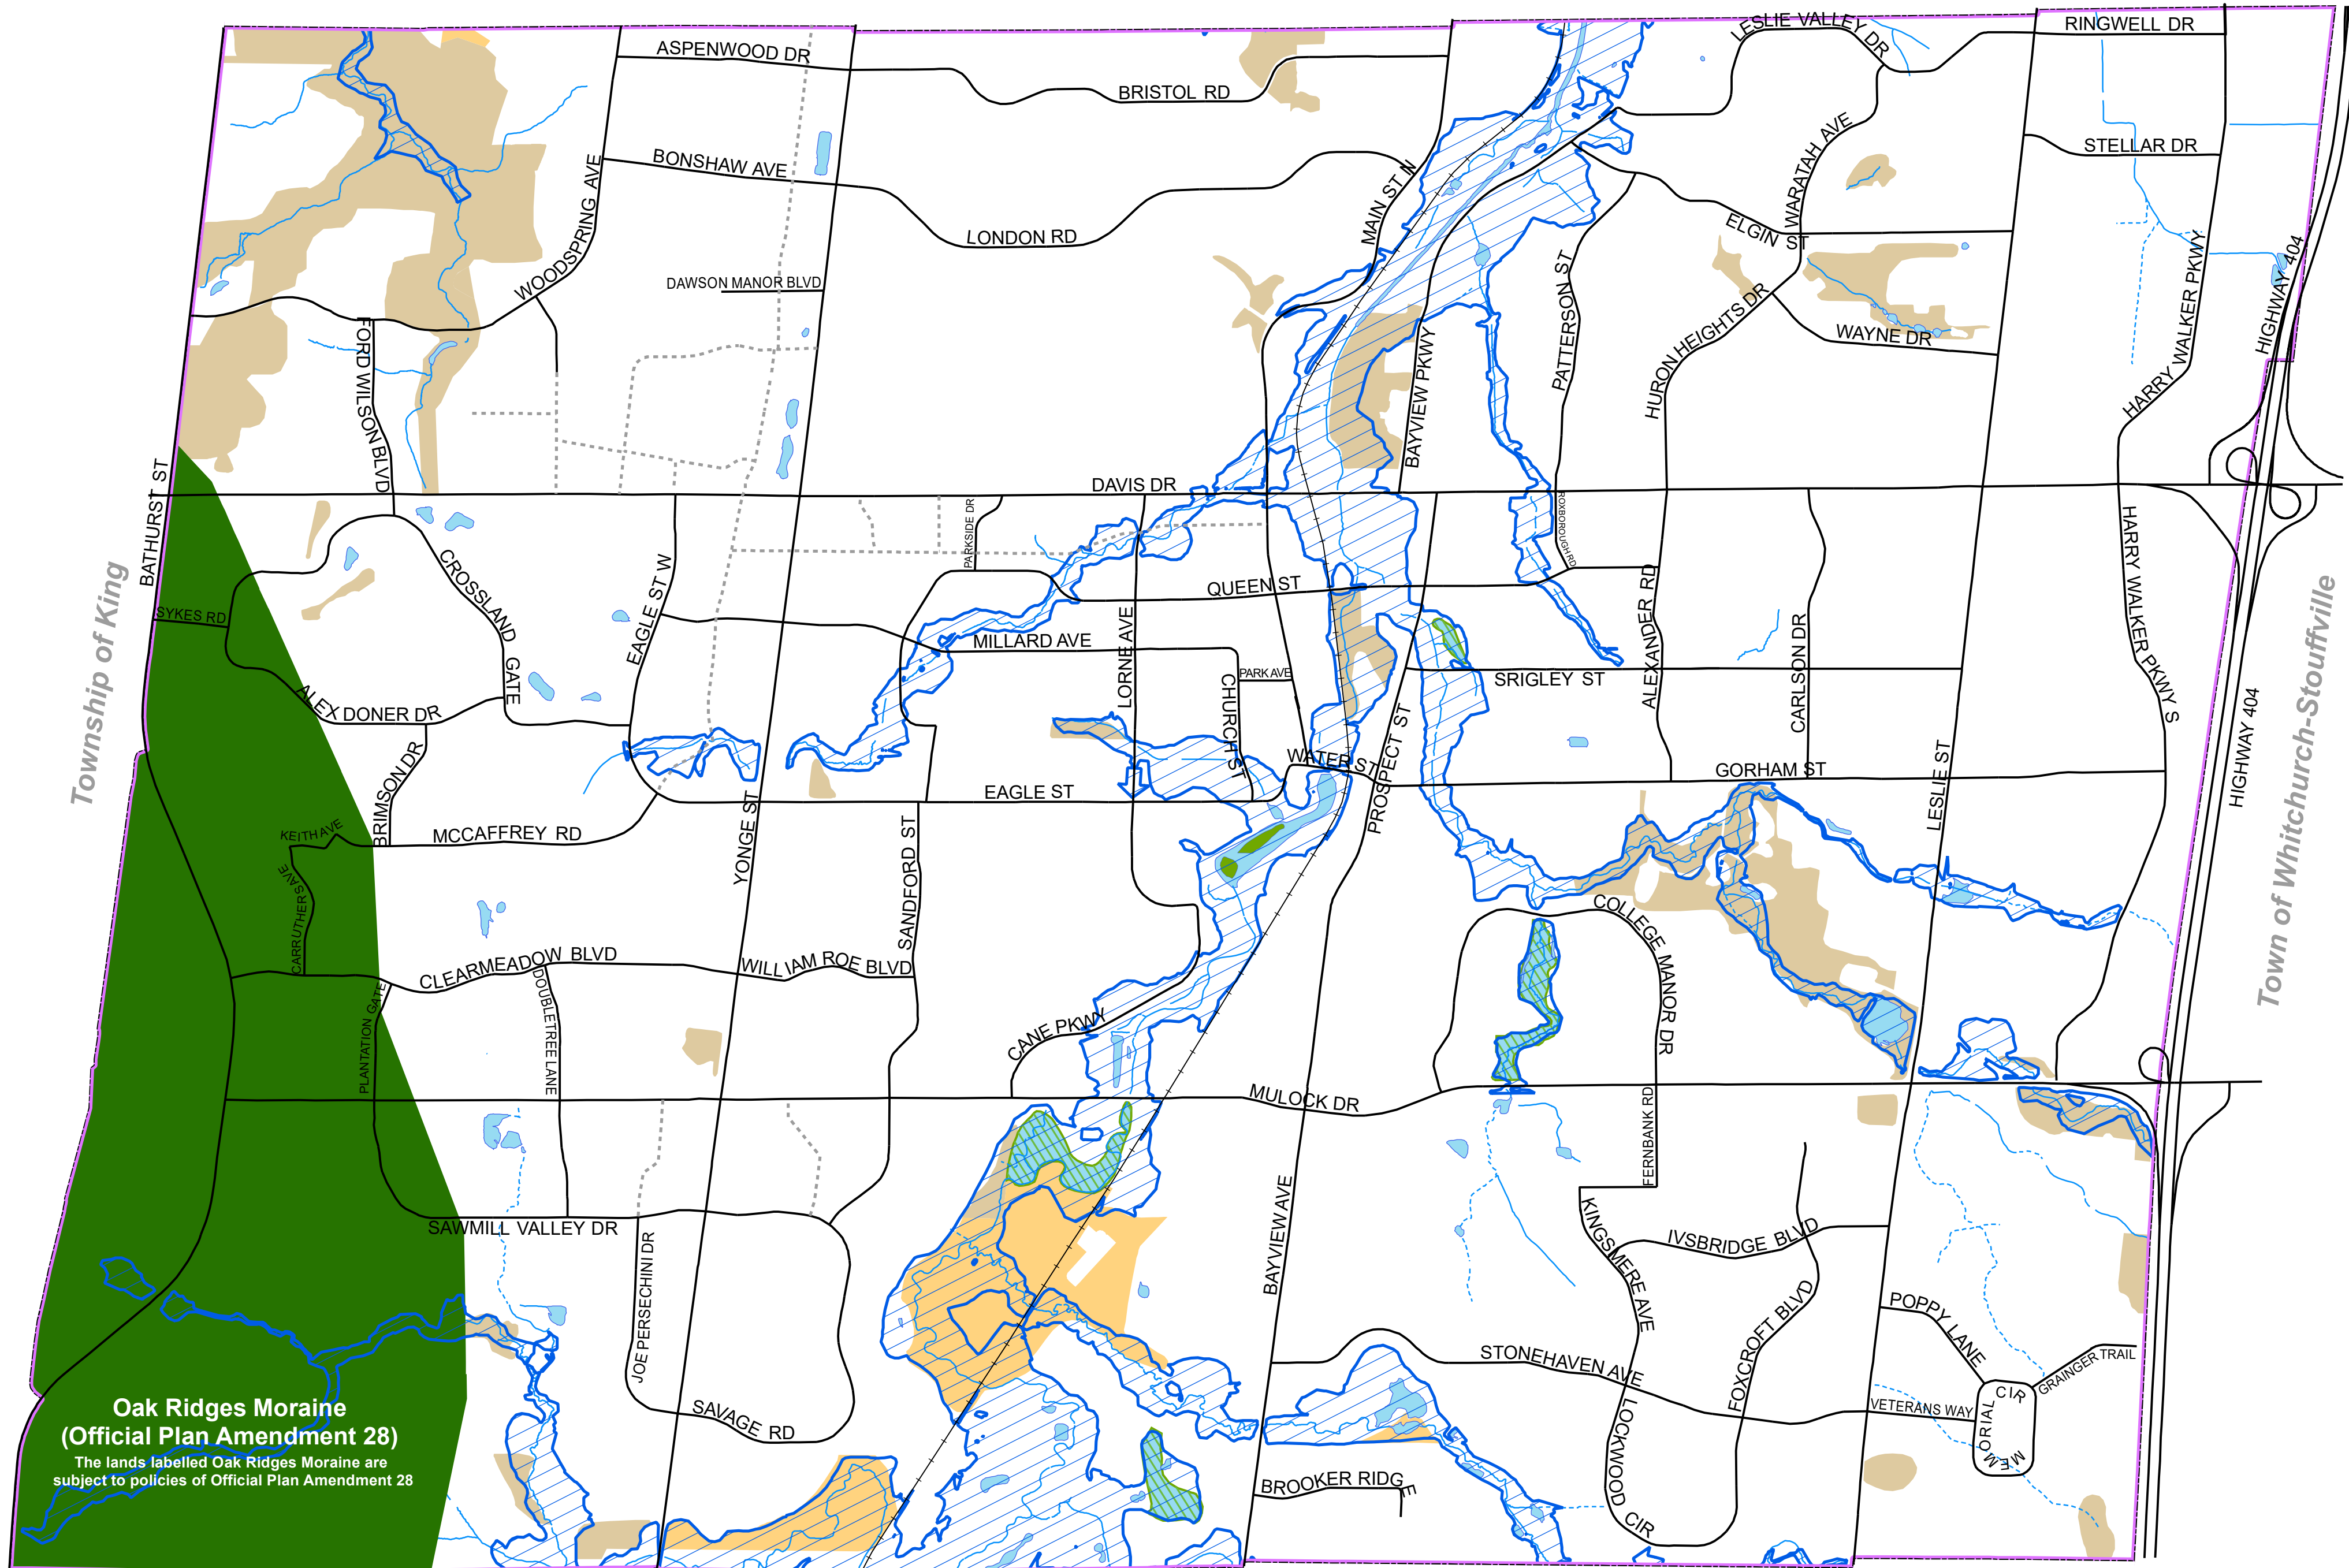 LESLIE VALLEY DR
RINGWELL DR
ASPENWOOD DR
BRISTOL RD
STELLAR DR
WARATAH AVE
BONSHAW AVE
WOODSPRING AVE
MAIN ST N
LONDON RD
ELGIN ST
PATTERSON ST
DAWSON MANOR BLVD
HIGHWAY 404
HARRY WALKER PKWY
HURON HEIGHTS DR
WAYNE DR
BAYVIEW PKWY
FORD WILSON BLVD
DAVIS DR
BATHURST ST
PARKSIDE DR
ROXBOROUGH RD
HARRY WALKER PKWY S
CROSSLAND GATE
EAGLE ST W
QUEEN ST
ALEXANDER RD
Township of King
SYKES RD
LORNE AVE
MILLARD AVE
PARK AVE
CHURCH ST
SRIGLEY ST
CARLSON DR
Town of Whitchurch-Stouffville
ALEX DONER DR
HIGHWAY 404
BRIMSON DR
WATER ST
PROSPECT ST
GORHAM ST
LESLIE ST
EAGLE ST
KEITH AVE
MCCAFFREY RD
YONGE ST
SANDFORD ST
CARRUTHERS AVE
COLLEGE MANOR DR
CLEARMEADOW BLVD
WILLIAM ROE BLVD
DOUBLETREE LANE
PLANTATION GATE
CANE PKWY
MULOCK DR
FERNBANK RD
BAYVIEW AVE
SAWMILL VALLEY DR
JOE PERSECHINI DR
KINGSMERE AVE
IVSBRIDGE BLVD
FOXCROFT BLVD
POPPY LANE
STONEHAVEN AVE
GRAINGER TRAIL
VETERANS WAY
MEMORIAL CIR
LOCKWOOD CIR
SAVAGE RD
BROOKER RIDGE
Oak Ridges Moraine
(Official Plan Amendment 28)
The lands labelled Oak Ridges Moraine are
subject to policies of Official Plan Amendment 28